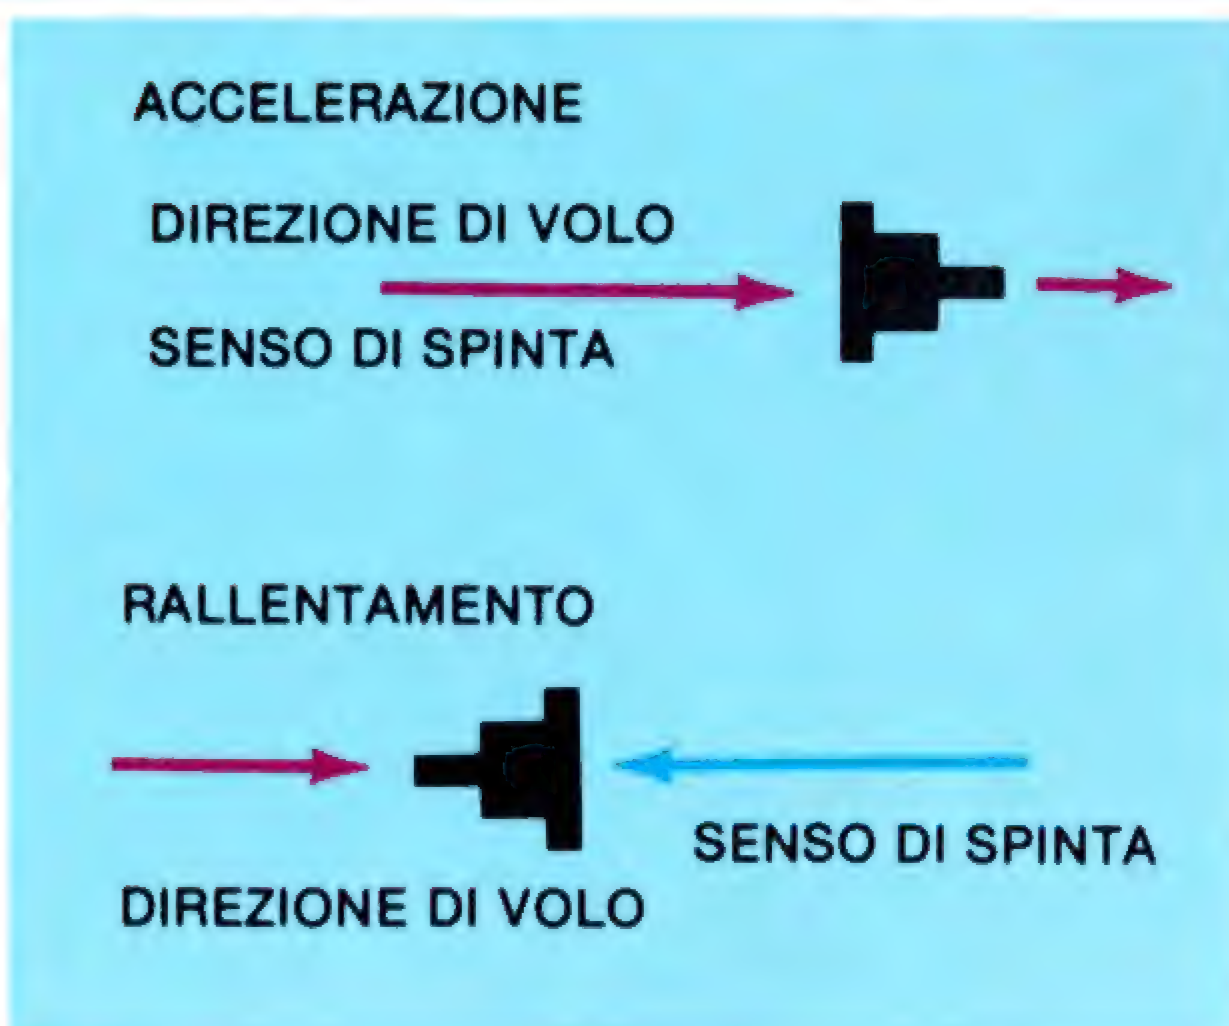 ACCELERAZIONE
DIREZIONE DI VOLO
SENSO DI SPINTA
RALLENTAMENTO
SENSO DI SPINTA
DIREZIONE DI VOLO